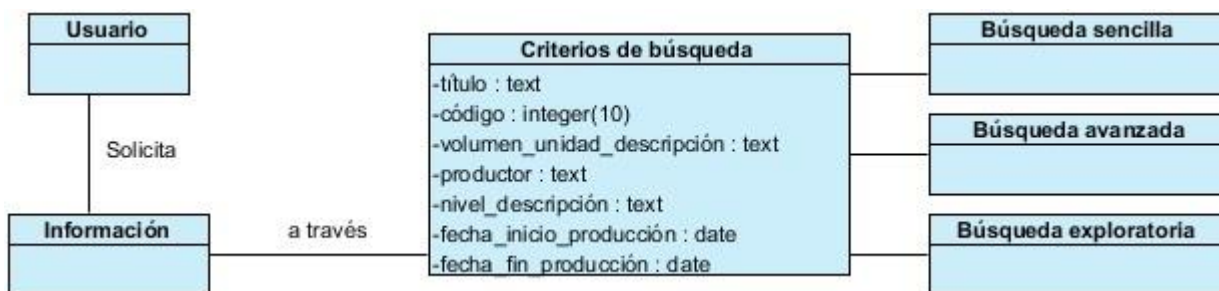 Usuario
Solicita
Información
a través
Criterios de búsqueda
-título : text
-código : integer(10)
-volumen_unidad_descripción : text
-productor : text
-nivel_descripción : text
-fecha_inicio_producción : date
-fecha_fin_producción : date
Búsqueda sencilla
Búsqueda avanzada
Búsqueda exploratoria